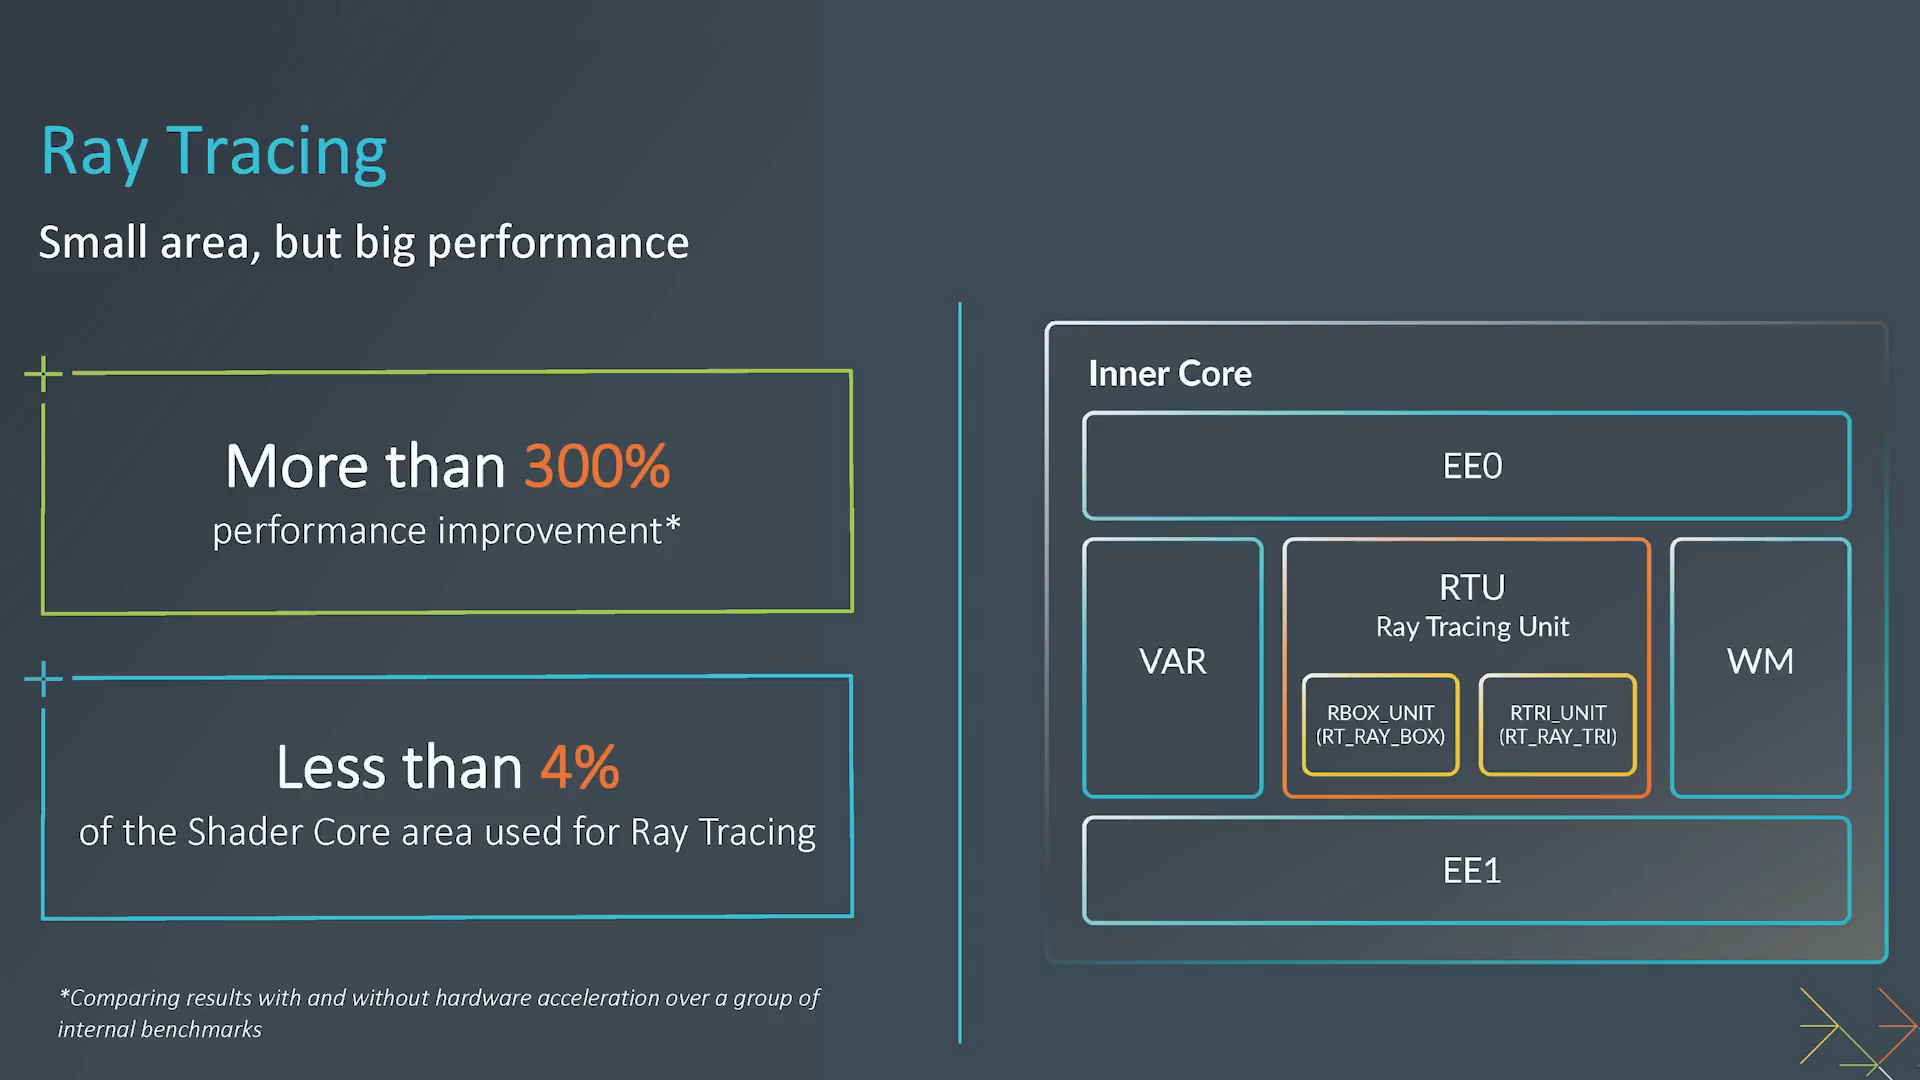 Ray Tracing
Small area, but big performance
More than 300%
performance improvement*
Less than 4%
of the Shader Core area used for Ray Tracing
*Comparing results with and without hardware acceleration over a group of
internal benchmarks
Inner Core
EE0
VAR
RTU
Ray Tracing Unit
RBOX_UNIT
(RT_RAY_BOX)
RTRI_UNIT
(RT_RAY_TRI)
WM
EE1